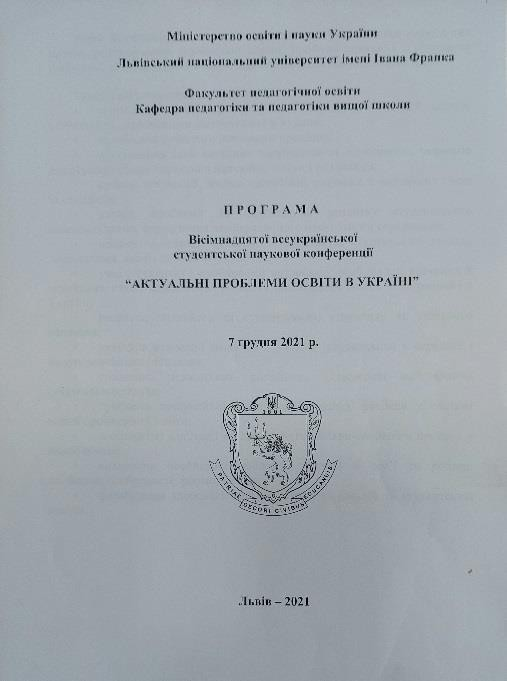 Міністерство освіти і науки України
Львівський національний університет імені Івана Франка
Факультет педагогічної освіти
Кафедра педагогіки та педагогіки вищої школи
П Р О Г Р А М А
Вісімнадцятої всеукраїнської
студентської наукової конференції
“АКТУАЛЬНІ ПРОБЛЕМИ ОСВІТИ В УКРАЇНІ”
7 грудня 2021 р.
1661
PATRIAE DECORI CIVIBUS EDUCANDIS
Львів – 2021